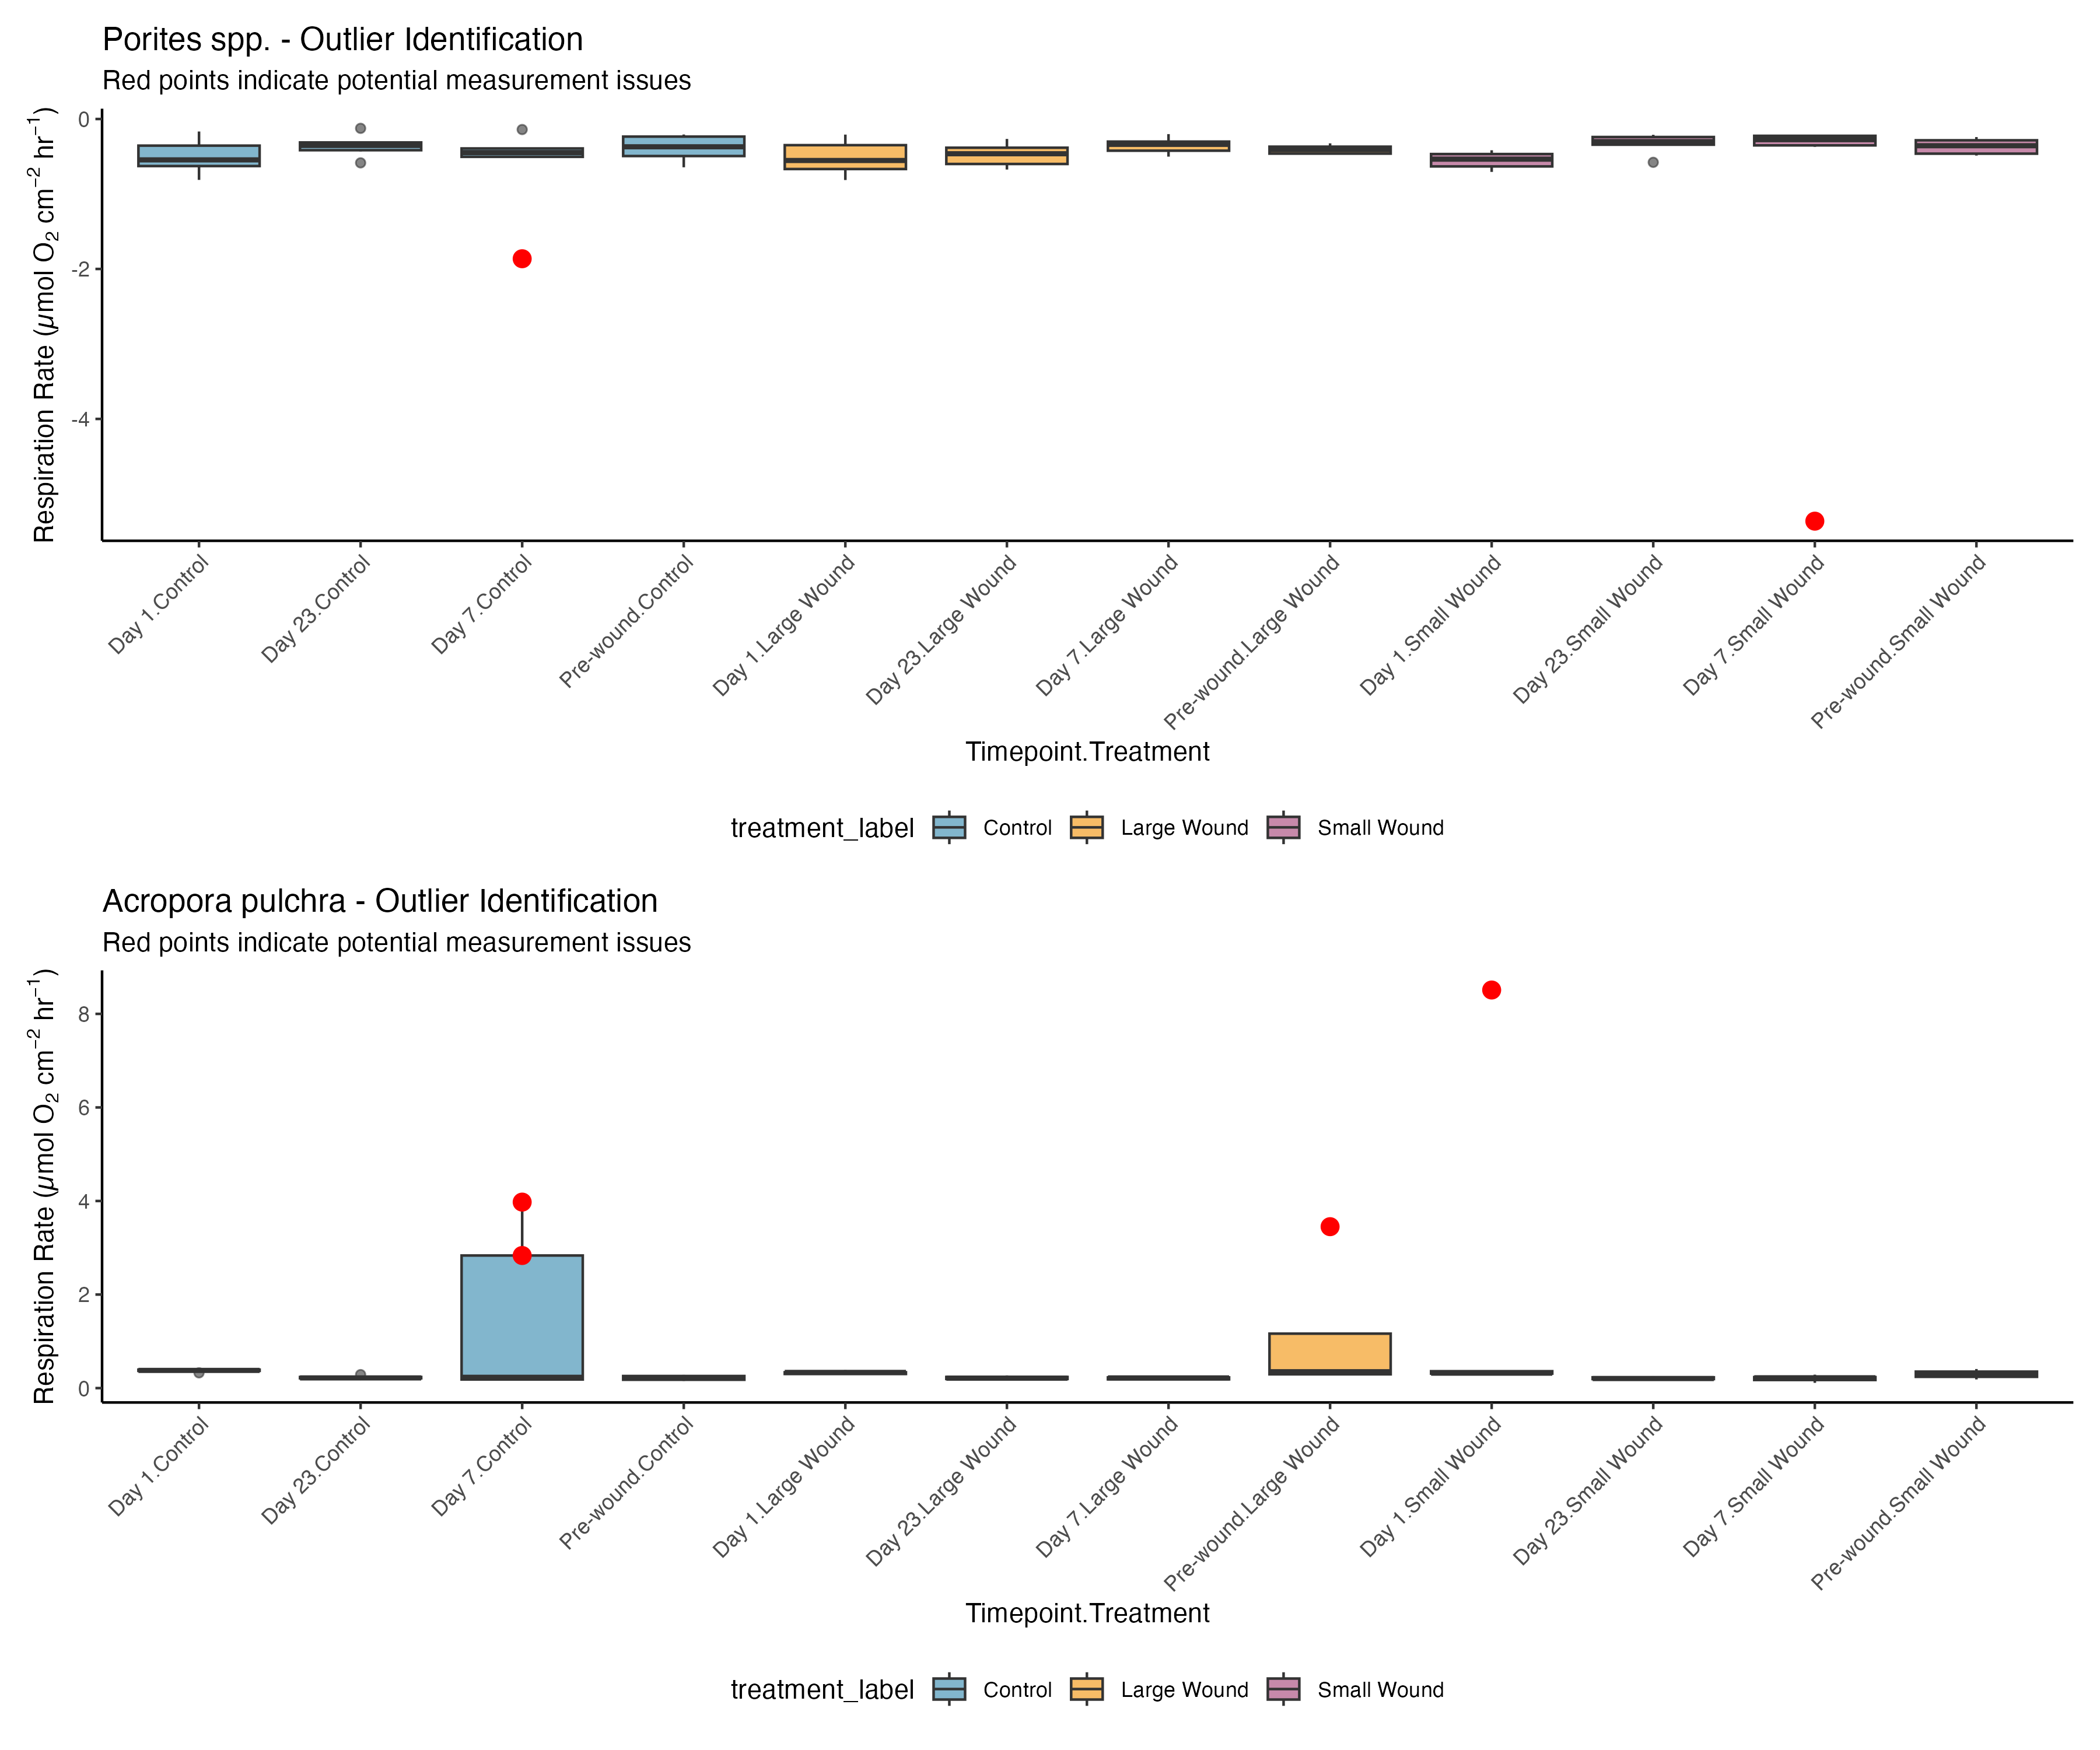 Porites spp. - Outlier Identification
Red points indicate potential measurement issues
Respiration Rate (µmol O₂ cm⁻² hr⁻¹)
0
-2
-4
Day 1.Control
Day 23.Control
Day 7.Control
Pre-wound.Control
Day 1.Large Wound
Day 23.Large Wound
Day 7.Large Wound
Pre-wound.Large Wound
Day 1.Small Wound
Day 23.Small Wound
Day 7.Small Wound
Pre-wound.Small Wound
Timepoint.Treatment
treatment_label Control Large Wound Small Wound
Acropora pulchra - Outlier Identification
Red points indicate potential measurement issues
Respiration Rate (µmol O₂ cm⁻² hr⁻¹)
8
6
4
2
0
Day 1.Control
Day 23.Control
Day 7.Control
Pre-wound.Control
Day 1.Large Wound
Day 23.Large Wound
Day 7.Large Wound
Pre-wound.Large Wound
Day 1.Small Wound
Day 23.Small Wound
Day 7.Small Wound
Pre-wound.Small Wound
Timepoint.Treatment
treatment_label Control Large Wound Small Wound